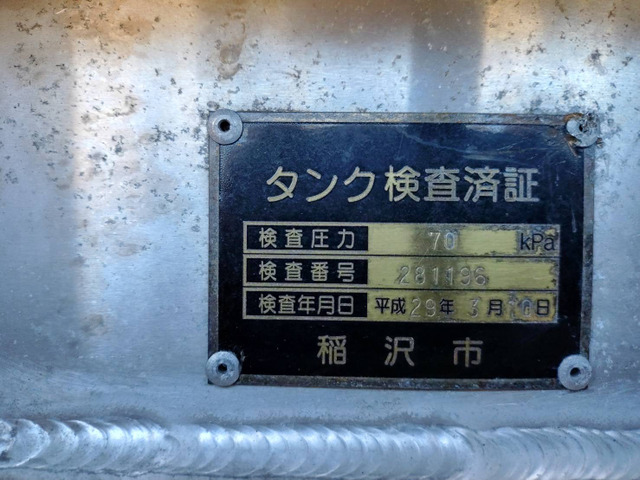 タンク検査済証
検査圧力 70 kPa
検査番号 281196
検査年月日 平成29年3月 日
稲沢市